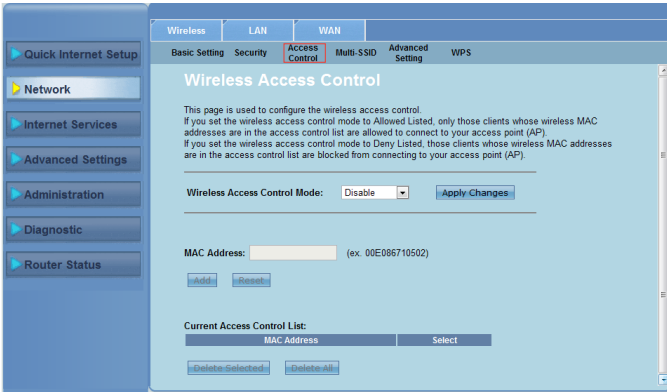 Wireless LAN WAN
Basic Setting Security Access Control Multi-SSID Advanced Setting WPS
Quick Internet Setup
Network
Internet Services
Advanced Settings
Administration
Diagnostic
Router Status
Wireless Access Control
This page is used to configure the wireless access control.
If you set the wireless access control mode to Allowed Listed, only those clients whose wireless MAC
addresses are in the access control list are allowed to connect to your access point (AP).
If you set the wireless access control mode to Deny Listed, those clients whose wireless MAC addresses
are in the access control list are blocked from connecting to your access point (AP).
Wireless Access Control Mode: Disable Apply Changes
MAC Address: (ex. 00E086710502)
Add Reset
Current Access Control List:
MAC Address Select
Delete Selected Delete All